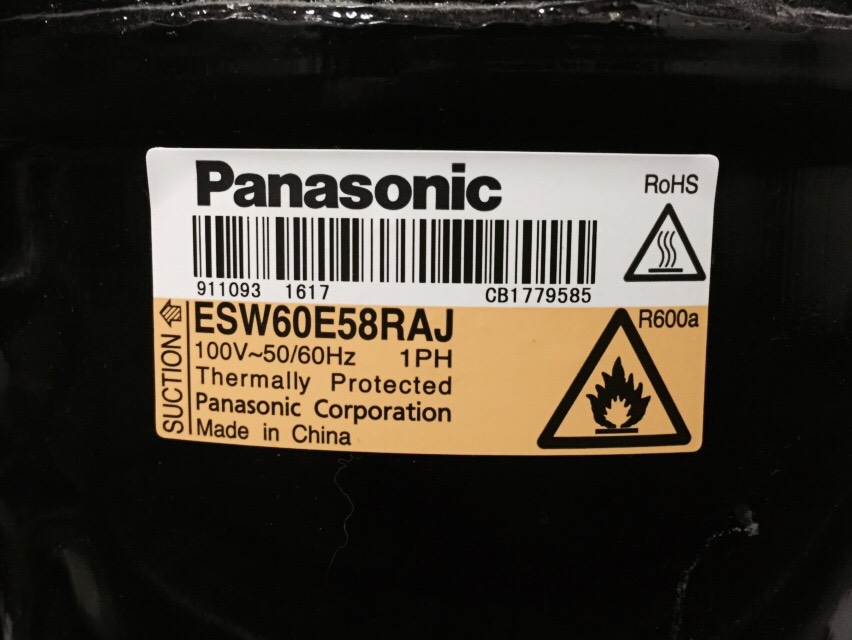 Panasonic
RoHS
911093 1617 CB1779585
SUCTION
ESW60E58RAJ
R600a
100V~50/60Hz 1PH
Thermally Protected
Panasonic Corporation
Made in China